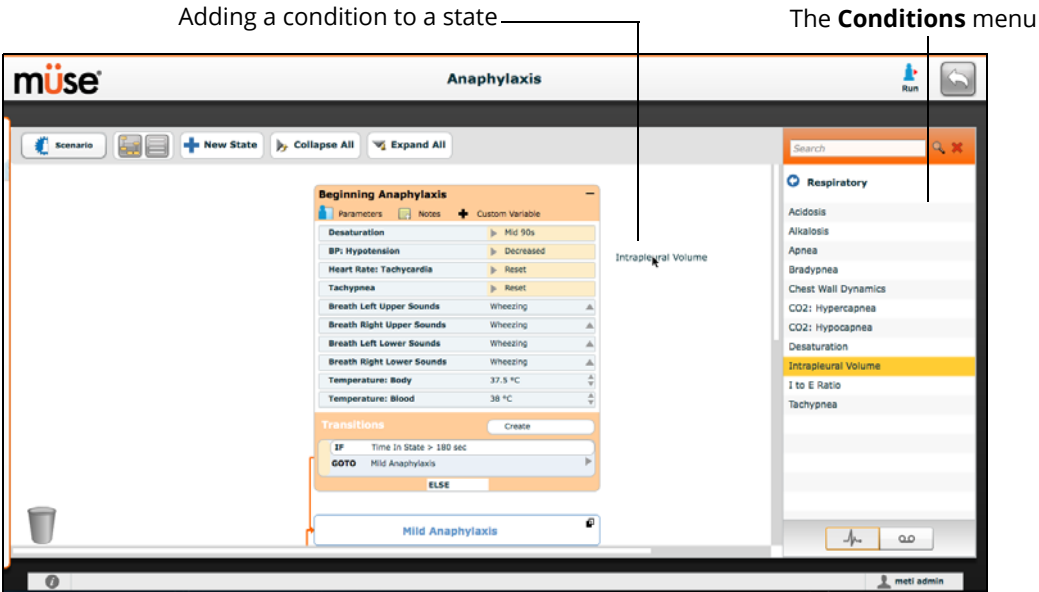 Adding a condition to a state
The Conditions menu
müse
Anaphylaxis
Run
Scenario
New State
Collapse All
Expand All
Search
Respiratory
Beginning Anaphylaxis
Parameters Notes Custom Variable
Desaturation Mid 90s
BP: Hypotension Decreased
Heart Rate: Tachycardia Reset
Tachypnea Reset
Breath Left Upper Sounds Wheezing
Breath Right Upper Sounds Wheezing
Breath Left Lower Sounds Wheezing
Breath Right Lower Sounds Wheezing
Temperature: Body 37.5 °C
Temperature: Blood 38 °C
Transitions Create
IF Time In State > 180 sec
GOTO Mild Anaphylaxis
ELSE
Mild Anaphylaxis
Intrapleural Volume
Acidosis
Alkalosis
Apnea
Bradypnea
Chest Wall Dynamics
CO2: Hypercapnea
CO2: Hypocapnea
Desaturation
Intrapleural Volume
I to E Ratio
Tachypnea
meti admin